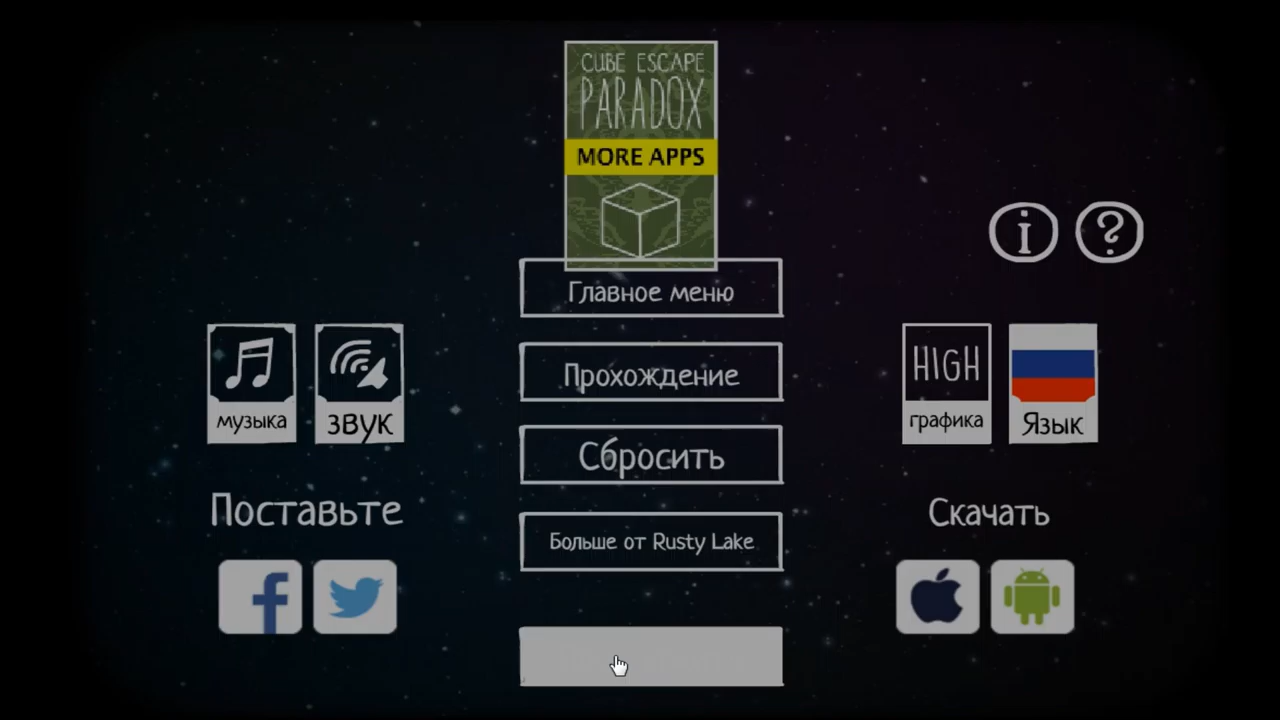 CUBE ESCAPE
PARADOX
MORE APPS
i ?
Главное меню
Прохождение
Сбросить
Больше от Rusty Lake
музыка
звук
Поставьте
HIGH
графика
Язык
Скачать